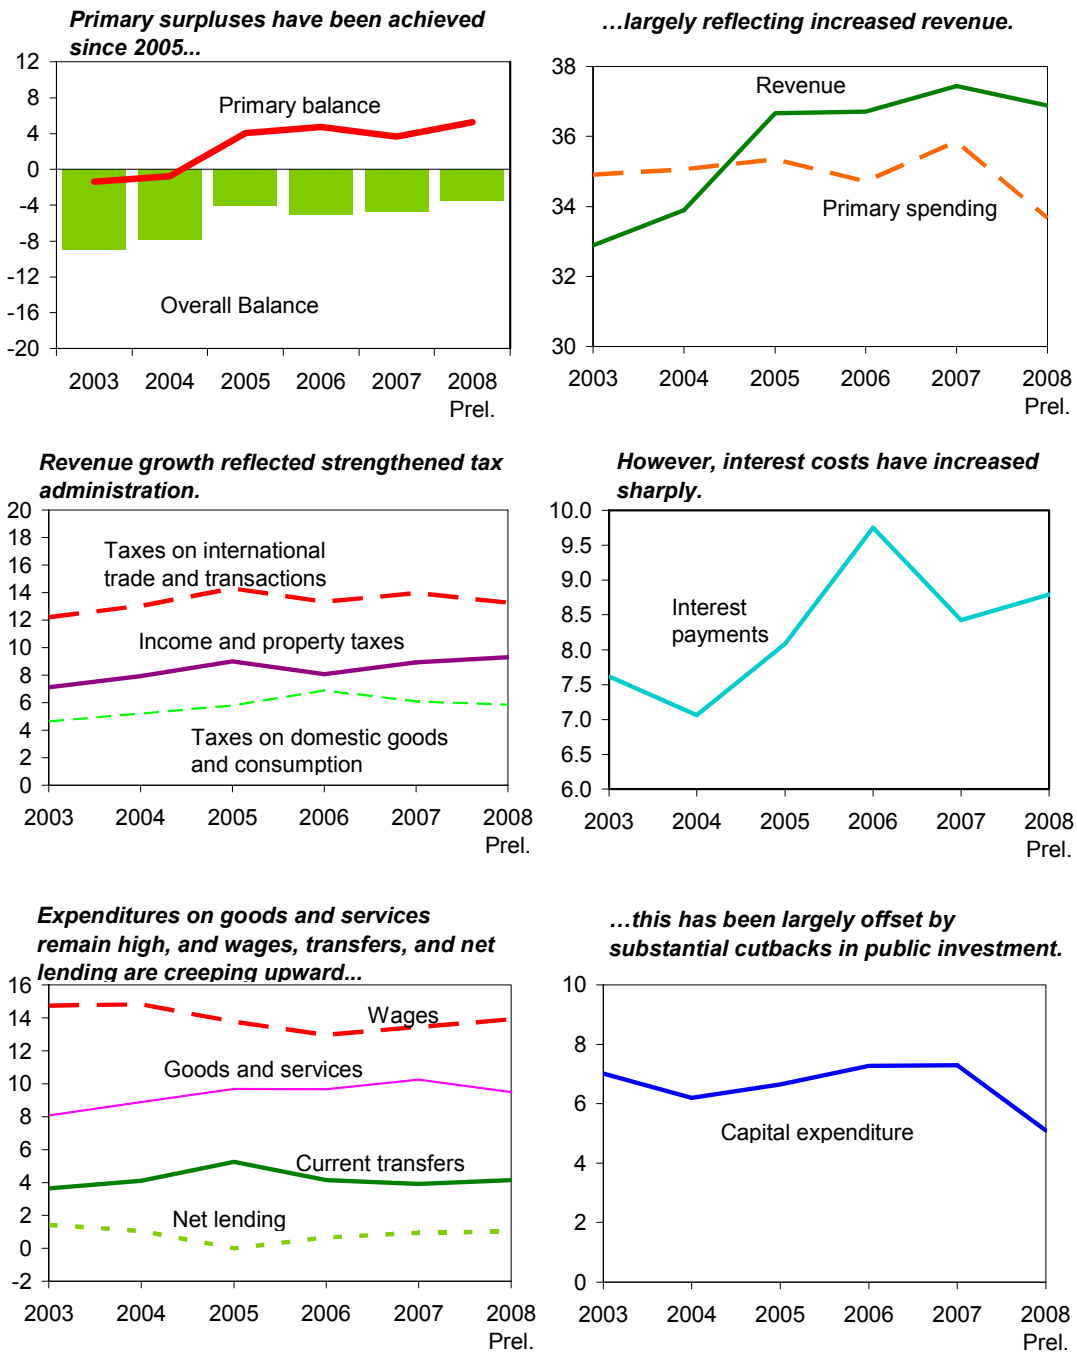 Primary surpluses have been achieved
since 2005...
12
8
4
0
-4
-8
-12
-16
-20
Primary balance
Overall Balance
2003 2004 2005 2006 2007 2008
Prel.
…largely reflecting increased revenue.
38
36
34
32
30
Revenue
Primary spending
2003 2004 2005 2006 2007 2008
Prel.
Revenue growth reflected strengthened tax
administration.
20
18
16
14
12
10
8
6
4
2
0
Taxes on international
trade and transactions
Income and property taxes
Taxes on domestic goods
and consumption
2003 2004 2005 2006 2007 2008
Prel.
However, interest costs have increased
sharply.
10.0
9.5
9.0
8.5
8.0
7.5
7.0
6.5
6.0
Interest
payments
2003 2004 2005 2006 2007 2008
Prel.
Expenditures on goods and services
remain high, and wages, transfers, and net
lending are creeping upward...
16
14
12
10
8
6
4
2
0
-2
Wages
Goods and services
Current transfers
Net lending
2003 2004 2005 2006 2007 2008
Prel.
…this has been largely offset by
substantial cutbacks in public investment.
10
8
6
4
2
0
Capital expenditure
2003 2004 2005 2006 2007 2008
Prel.